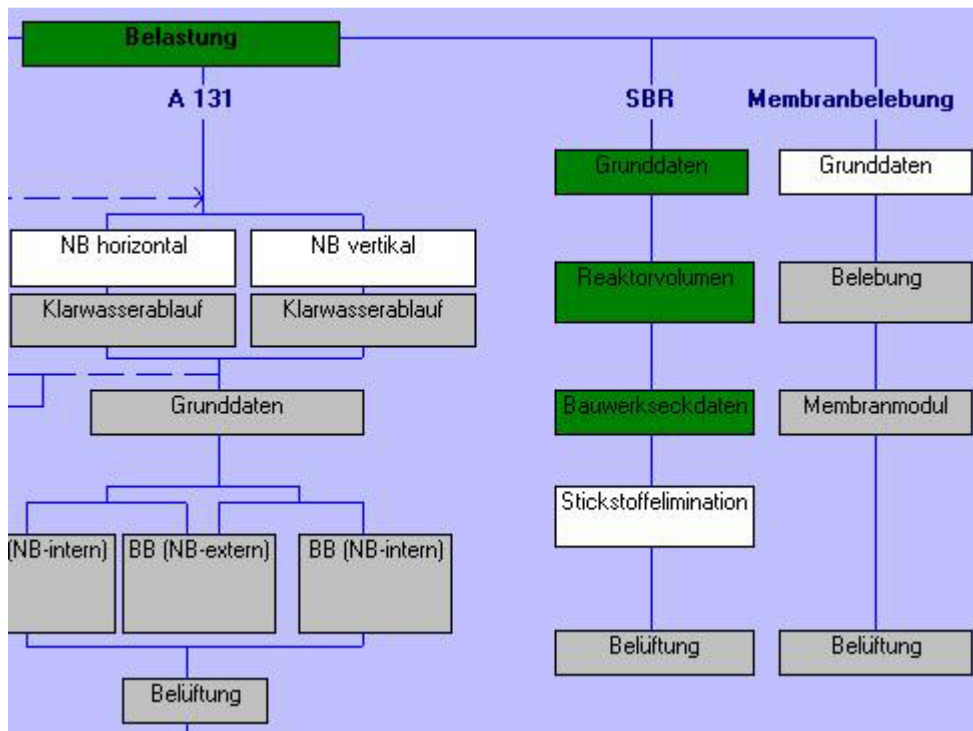 Belastung
A 131
SBR
Membranbelebung
Grunddaten
Grunddaten
NB horizontal
NB vertikal
Reaktorvolumen
Belebung
Klarwasserablauf
Klarwasserablauf
Grunddaten
Bauwerkseckdaten
Membranmodul
Stickstoffelimination
(NB-intern)
BB (NB-extern)
BB (NB-intern)
Belüftung
Belüftung
Belüftung